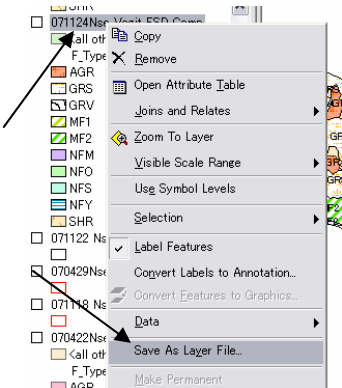 SHR
071124Nse Vegit FSD Comp
<all oth
F_Type
AGR
GRS
GRV
MF1
MF2
NFM
NFO
NFS
NFY
SHR
071122 Ns
070429Nse
071118 Ns
070422Nse
<all oth
F_Type
AGR
Copy
Remove
Open Attribute Table
Joins and Relates
Zoom To Layer
Visible Scale Range
Use Symbol Levels
Selection
Label Features
Convert Labels to Annotation...
Convert Features to Graphics...
Data
Save As Layer File...
Make Permanent